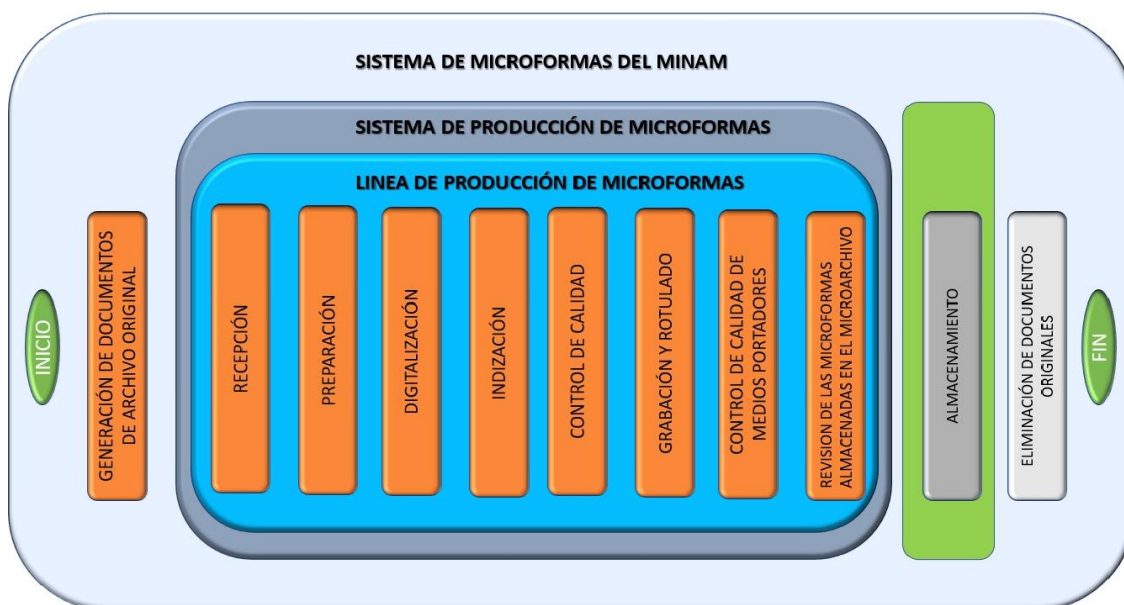 SISTEMA DE MICROFORMAS DEL MINAM
SISTEMA DE PRODUCCIÓN DE MICROFORMAS
LINEA DE PRODUCCIÓN DE MICROFORMAS
INICIO
GENERACIÓN DE DOCUMENTOS
DE ARCHIVO ORIGINAL
RECEPCIÓN
PREPARACIÓN
DIGITALIZACIÓN
INDIZACIÓN
CONTROL DE CALIDAD
GRABACIÓN Y ROTULADO
CONTROL DE CALIDAD DE
MEDIOS PORTADORES
REVISION DE LAS MICROFORMAS
ALMACENADAS EN EL MICROARCHIVO
ALMACENAMIENTO
ELIMINACIÓN DE DOCUMENTOS
ORIGINALES
FIN